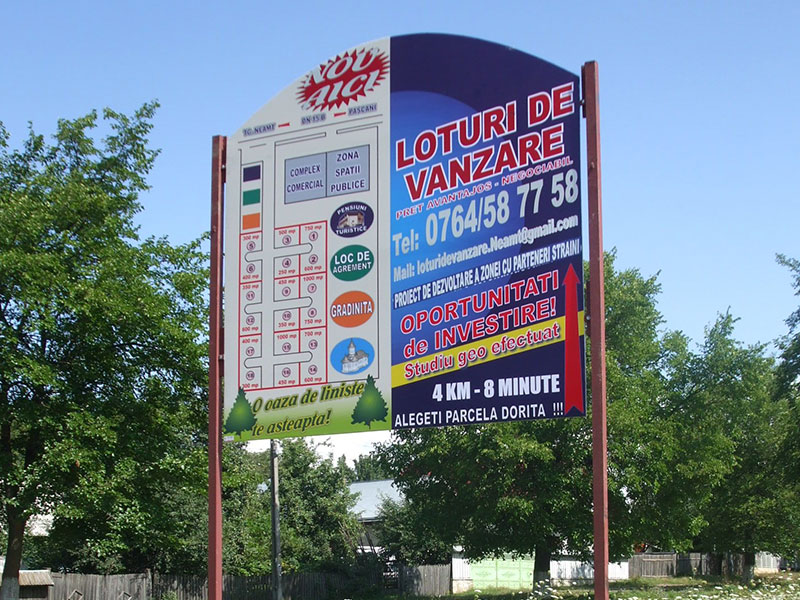 NOU
AICI
TG. NEAMT DN 15 B PASCANI
COMPLEX
COMERCIAL
ZONA
SPATII
PUBLICE
PENSIUNI
TURISTICE
LOC DE
AGREMENT
GRADINITA
O oaza de liniste
te asteapta!
LOTURI DE
VANZARE
PRET AVANTAJOS - NEGOCIABIL
Tel: 0764/58 77 58
Mail: loturidevanzare.Neamt@gmail.com
PROIECT DE DEZVOLTARE A ZONEI CU PARTENERI STRAINI
OPORTUNITATI
de INVESTIRE!
Studiu geo efectuat
4 KM - 8 MINUTE
ALEGETI PARCELA DORITA !!!